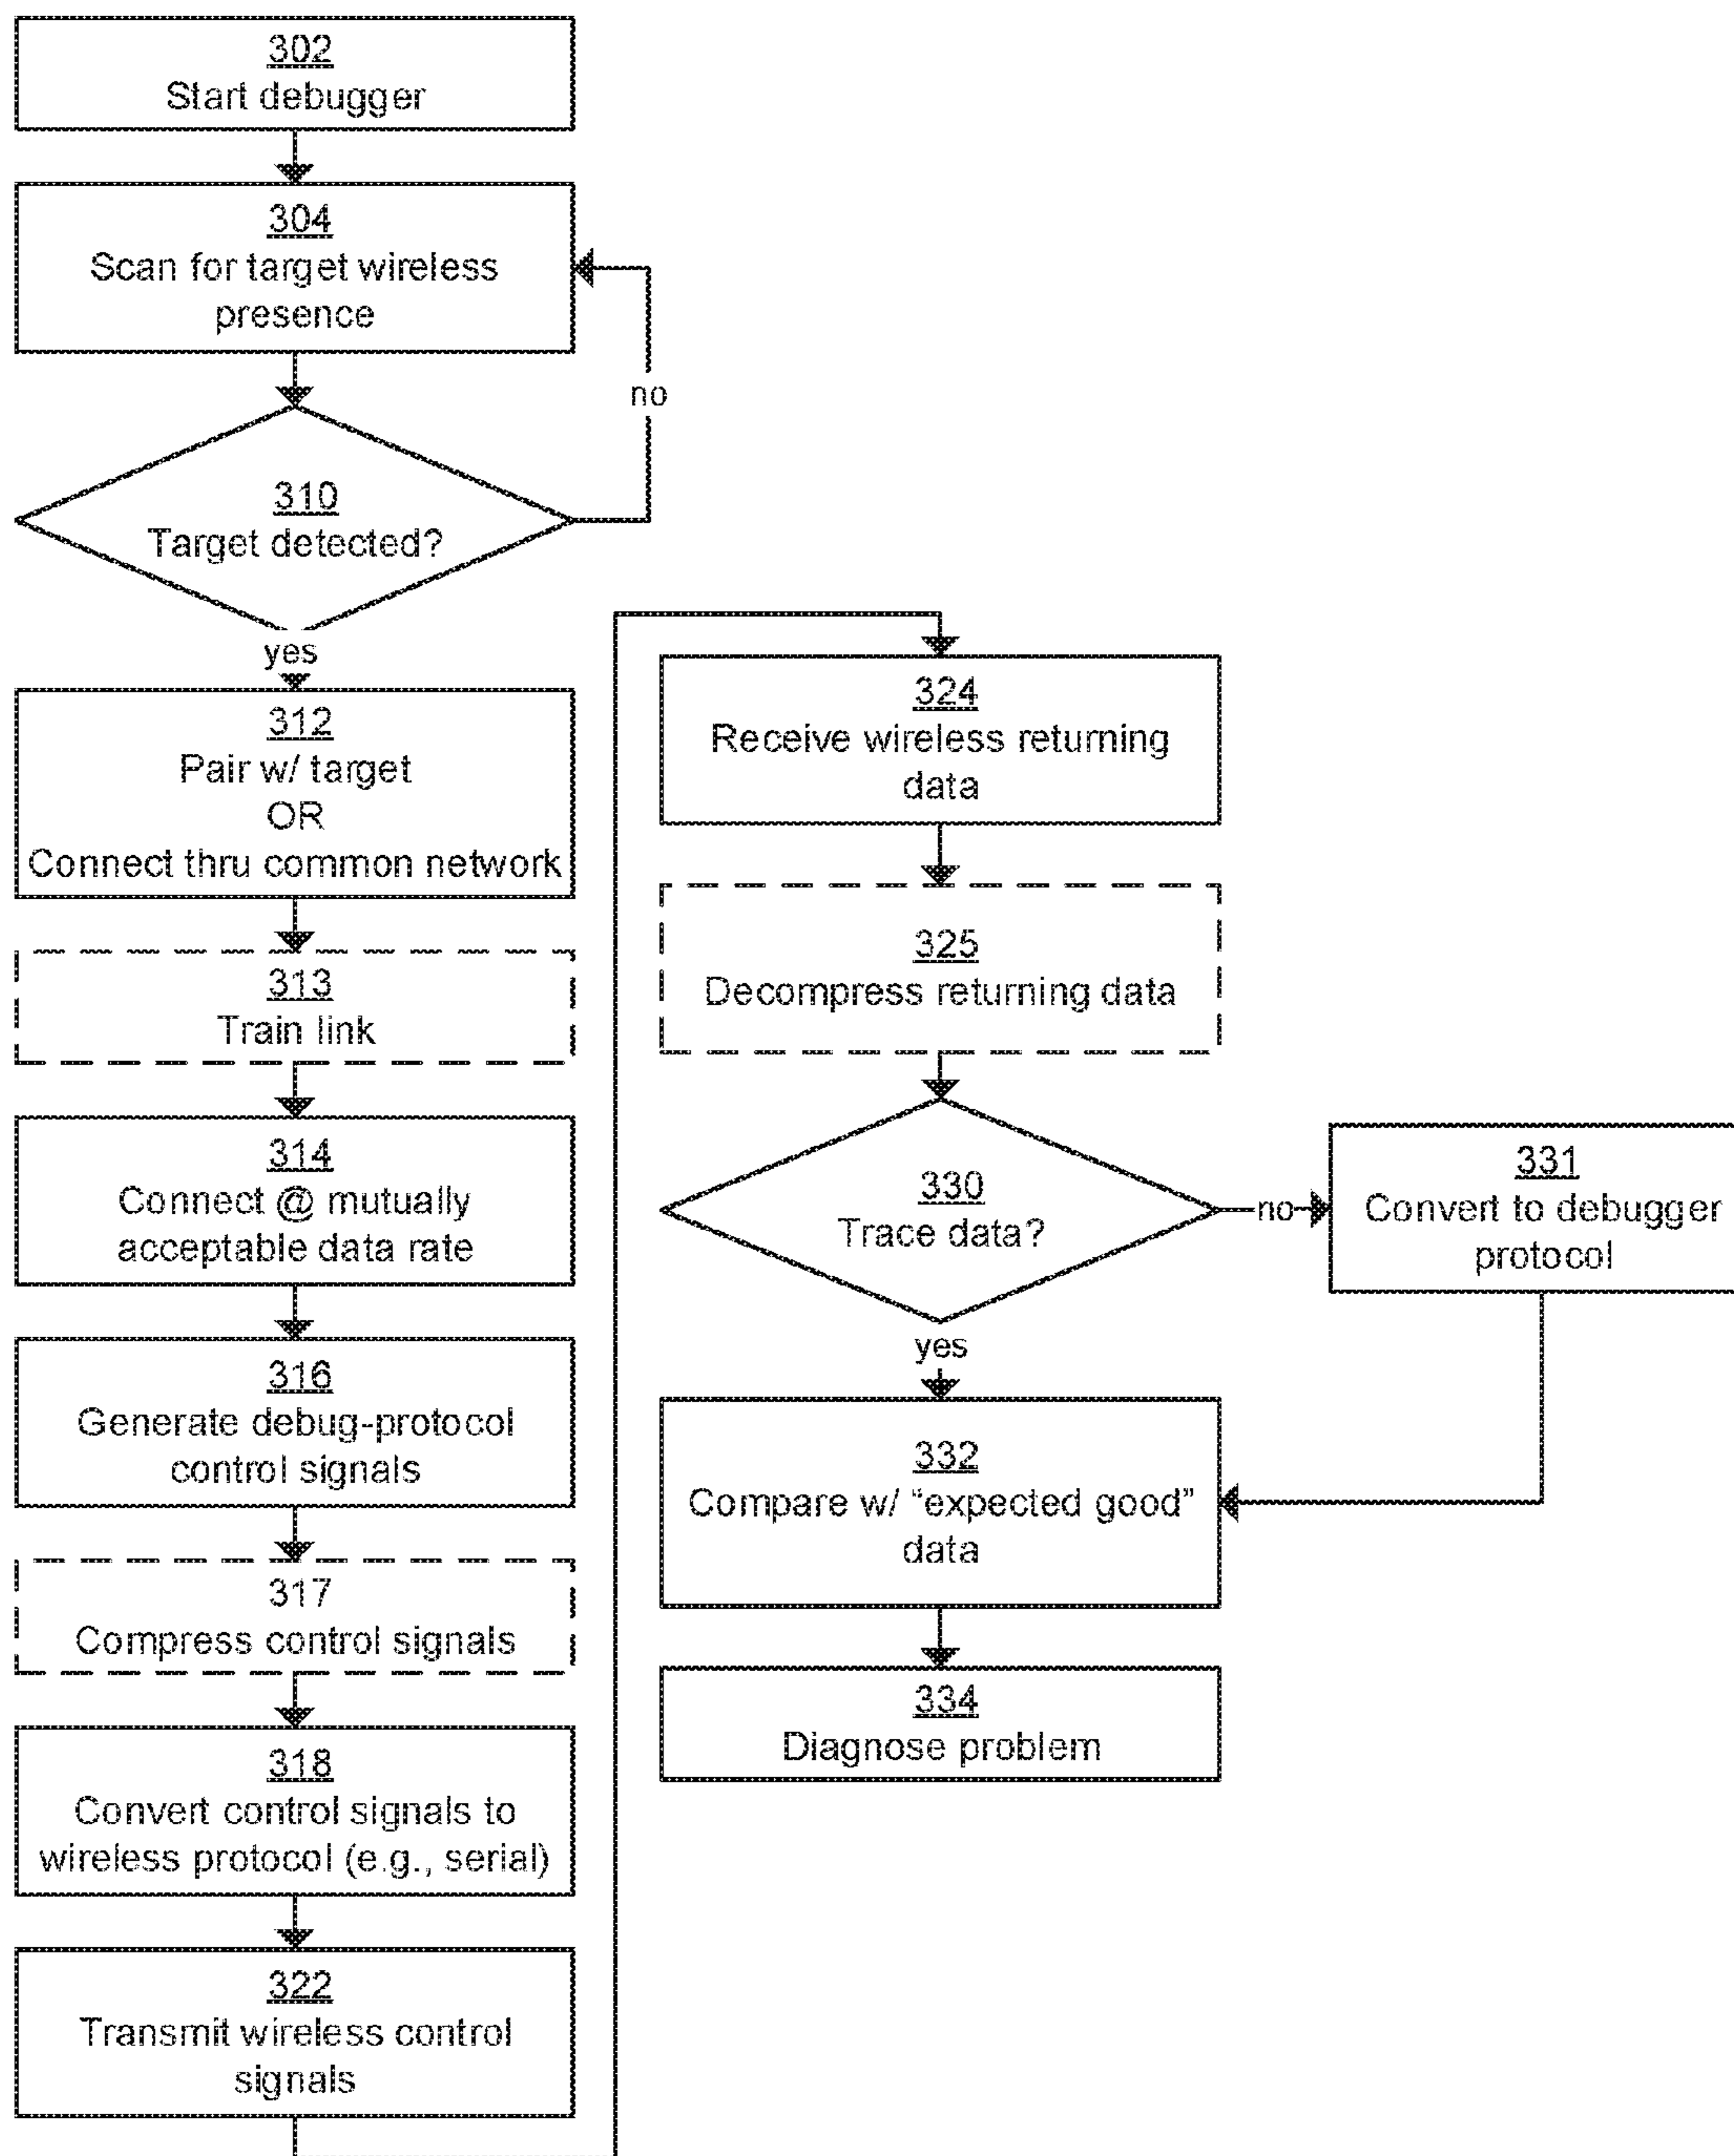 302
Start debugger
304
Scan for target wireless
presence
no
310
Target detected?
yes
312
Pair w/ target
OR
Connect thru common network
313
Train link
314
Connect @ mutually
acceptable data rate
316
Generate debug-protocol
control signals
317
Compress control signals
318
Convert control signals to
wireless protocol (e.g., serial)
322
Transmit wireless control
signals
324
Receive wireless returning
data
325
Decompress returning data
330
Trace data?
no
331
Convert to debugger
protocol
yes
332
Compare w/ “expected good”
data
334
Diagnose problem